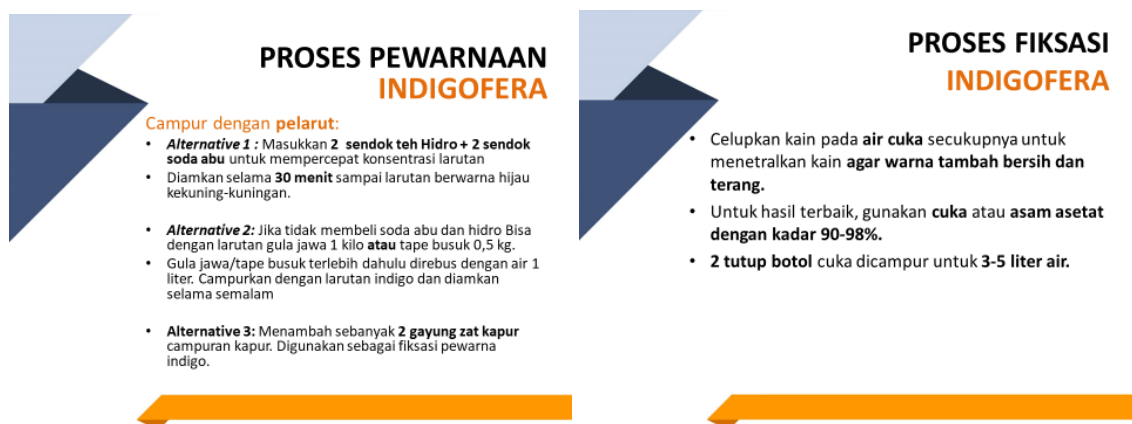 PROSES PEWARNAAN
INDIGOFERA
Campur dengan pelarut:
• Alternative 1 : Masukkan 2 sendok teh Hidro + 2 sendok
soda abu untuk mempercepat konsentrasi larutan
• Diamkan selama 30 menit sampai larutan berwarna hijau
kekuning-kuningan.
• Alternative 2: Jika tidak membeli soda abu dan hidro Bisa
dengan larutan gula jawa 1 kilo atau tape busuk 0,5 kg.
• Gula jawa/tape busuk terlebih dahulu direbus dengan air 1
liter. Campurkan dengan larutan indigo dan diamkan
selama semalam
• Alternative 3: Menambah sebanyak 2 gayung zat kapur
campuran kapur. Digunakan sebagai fiksasi pewarna
indigo.
PROSES FIKSASI
INDIGOFERA
• Celupkan kain pada air cuka secukupnya untuk
menetralkan kain agar warna tambah bersih dan
terang.
• Untuk hasil terbaik, gunakan cuka atau asam asetat
dengan kadar 90-98%.
• 2 tutup botol cuka dicampur untuk 3-5 liter air.